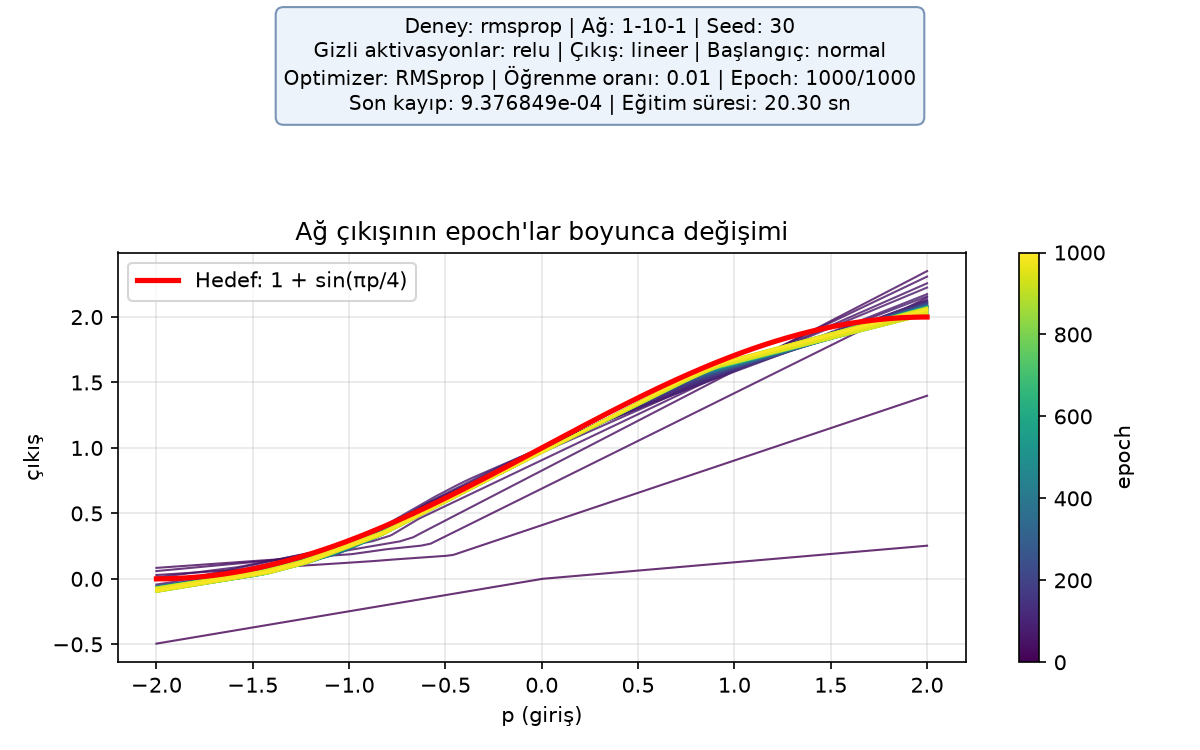 Deney: rmsprop | Ağ: 1-10-1 | Seed: 30
Gizli aktivasyonlar: relu | Çıkış: lineer | Başlangıç: normal
Optimizer: RMSprop | Öğrenme oranı: 0.01 | Epoch: 1000/1000
Son kayıp: 9.376849e-04 | Eğitim süresi: 20.30 sn
Ağ çıkışının epoch'lar boyunca değişimi
Hedef: 1 + sin(πp/4)
çıkış
2.0
1.5
1.0
0.5
0.0
−0.5
−2.0 −1.5 −1.0 −0.5 0.0 0.5 1.0 1.5 2.0
p (giriş)
1000
800
600
400
200
0
epoch